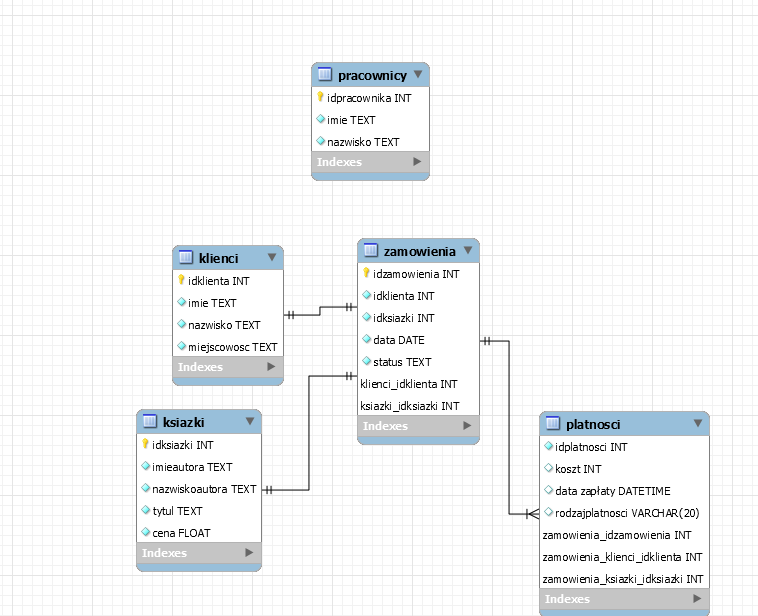 pracownicy
idpracownika INT
imie TEXT
nazwisko TEXT
Indexes
klienci
idklienta INT
imie TEXT
nazwisko TEXT
miejscowosc TEXT
Indexes
zamowienia
idzamowienia INT
idklienta INT
idksiazki INT
data DATE
status TEXT
klienci_idklienta INT
ksiazki_idksiazki INT
Indexes
ksiazki
idksiazki INT
imieautora TEXT
nazwiskoautora TEXT
tytul TEXT
cena FLOAT
Indexes
platnosci
idplatnosci INT
koszt INT
data zapłaty DATETIME
rodzajplatnosci VARCHAR(20)
zamowienia_idzamowienia INT
zamowienia_klienci_idklienta INT
zamowienia_ksiazki_idksiazki INT
Indexes